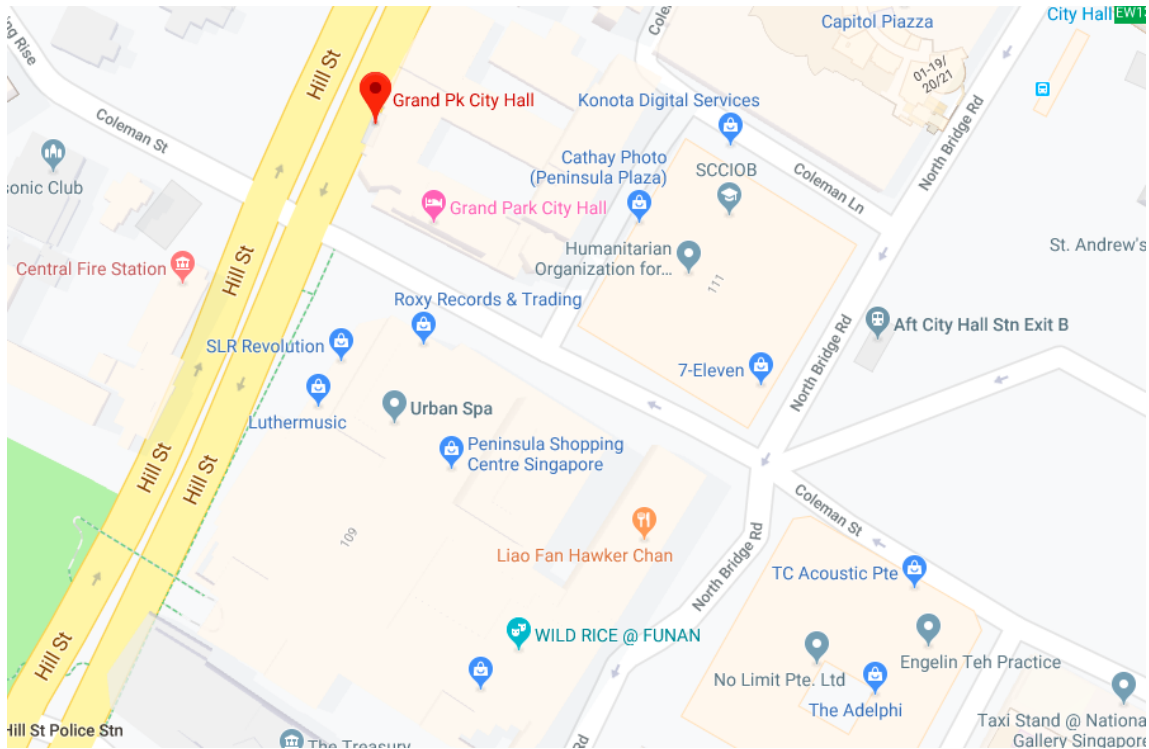 Capitol Piazza
City Hall
Hill St
01-19/
20/21
Grand Pk City Hall
Konota Digital Services
North Bridge Rd
Coleman St
Cathay Photo
(Peninsula Plaza)
SCCIOB
Coleman Ln
sonic Club
Grand Park City Hall
Humanitarian
Organization for...
St. Andrew's
Central Fire Station
Hill St
111
Roxy Records & Trading
Aft City Hall Stn Exit B
SLR Revolution
7-Eleven
North Bridge Rd
Luthermusic
Urban Spa
Peninsula Shopping
Centre Singapore
Hill St
Hill St
Coleman St
109
Liao Fan Hawker Chan
North Bridge Rd
TC Acoustic Pte
WILD RICE @ FUNAN
Engelin Teh Practice
No Limit Pte. Ltd
Hill St
The Adelphi
Hill St Police Stn
Taxi Stand @ Nationa
Gallery Singapore
The Treasury
Rd